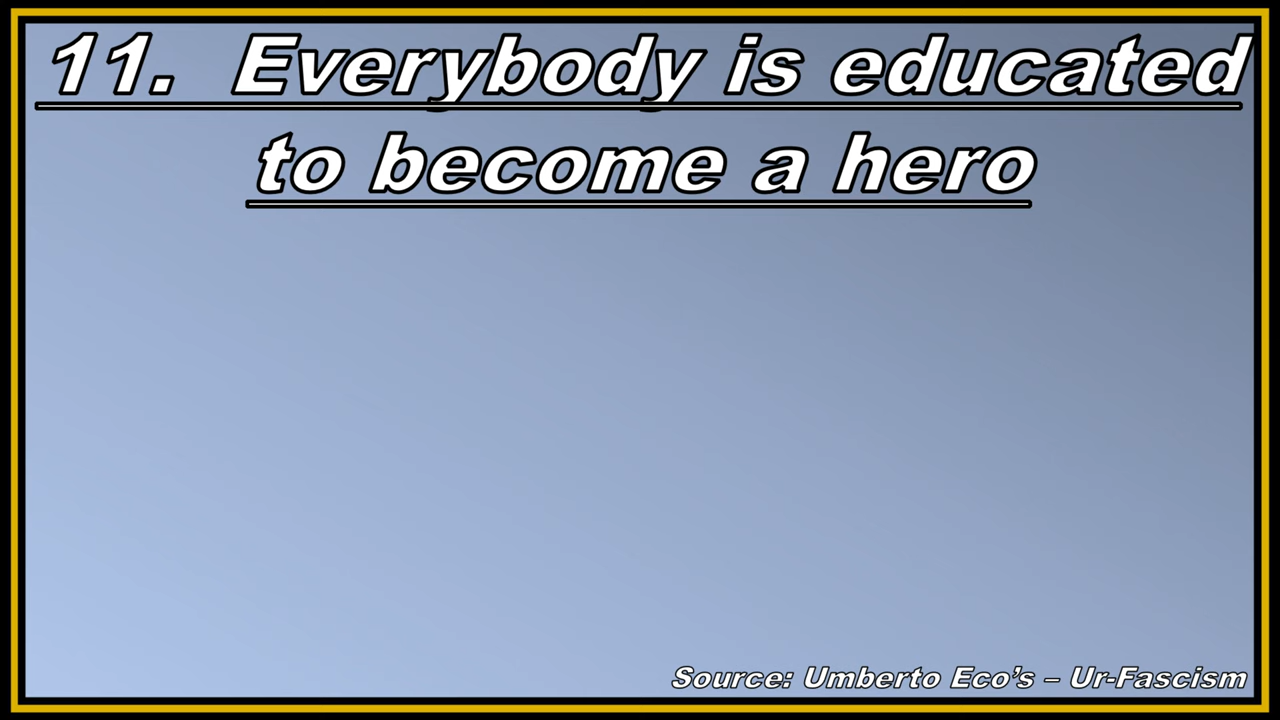 11. Everybody is educated
to become a hero
Source: Umberto Eco’s – Ur-Fascism